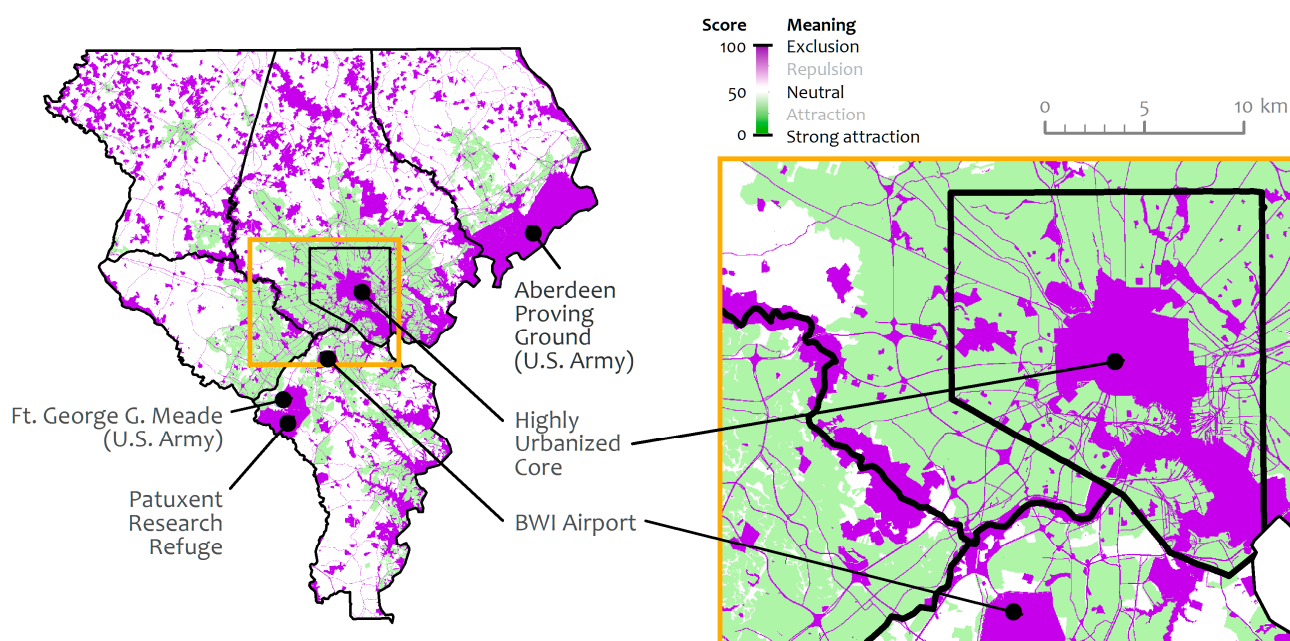 Score Meaning
100 Exclusion
Repulsion
50 Neutral
Attraction
0 Strong attraction
0 5 10 km
Aberdeen
Proving
Ground
(U.S. Army)
Ft. George G. Meade
(U.S. Army)
Highly
Urbanized
Core
Patuxent
Research
Refuge
BWI Airport